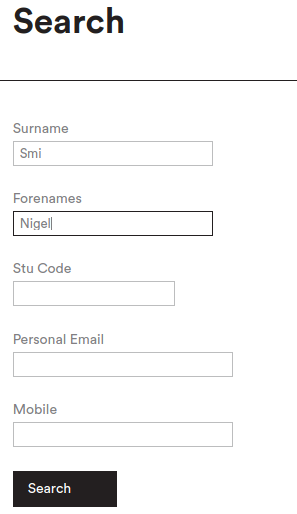 Search
Surname
Smi
Forenames
Nigel
Stu Code
Personal Email
Mobile
Search